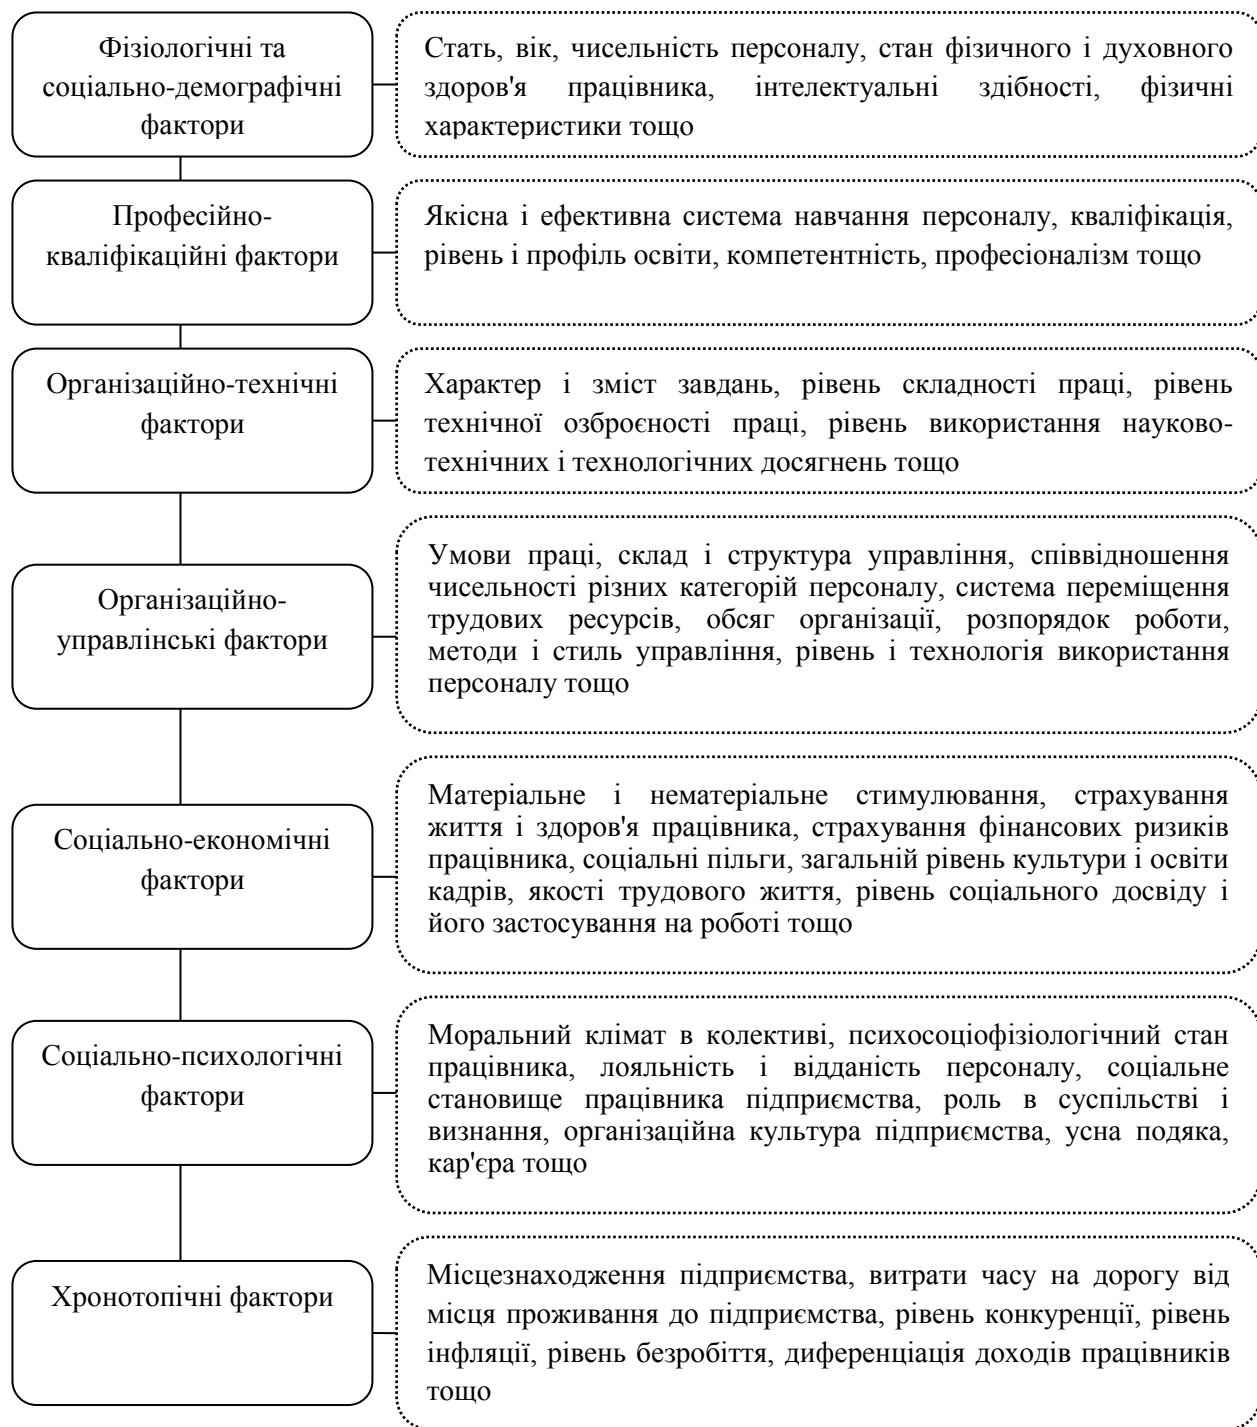 Фізіологічні та
соціально-демографічні
фактори
Стать, вік, чисельність персоналу, стан фізичного і духовного
здоров'я працівника, інтелектуальні здібності, фізичні
характеристики тощо
Професійно-
кваліфікаційні фактори
Якісна і ефективна система навчання персоналу, кваліфікація,
рівень і профіль освіти, компетентність, професіоналізм тощо
Організаційно-технічні
фактори
Характер і зміст завдань, рівень складності праці, рівень
технічної озброєності праці, рівень використання науково-
технічних і технологічних досягнень тощо
Організаційно-
управлінські фактори
Умови праці, склад і структура управління, співвідношення
чисельності різних категорій персоналу, система переміщення
трудових ресурсів, обсяг організації, розпорядок роботи,
методи і стиль управління, рівень і технологія використання
персоналу тощо
Соціально-економічні
фактори
Матеріальне і нематеріальне стимулювання, страхування
життя і здоров'я працівника, страхування фінансових ризиків
працівника, соціальні пільги, загальній рівень культури і освіти
кадрів, якості трудового життя, рівень соціального досвіду і
його застосування на роботі тощо
Соціально-психологічні
фактори
Моральний клімат в колективі, психосоціофізіологічний стан
працівника, лояльність і відданість персоналу, соціальне
становище працівника підприємства, роль в суспільстві і
визнання, організаційна культура підприємства, усна подяка,
кар'єра тощо
Хронотопічні фактори
Місцезнаходження підприємства, витрати часу на дорогу від
місця проживання до підприємства, рівень конкуренції, рівень
інфляції, рівень безробіття, диференціація доходів працівників
тощо